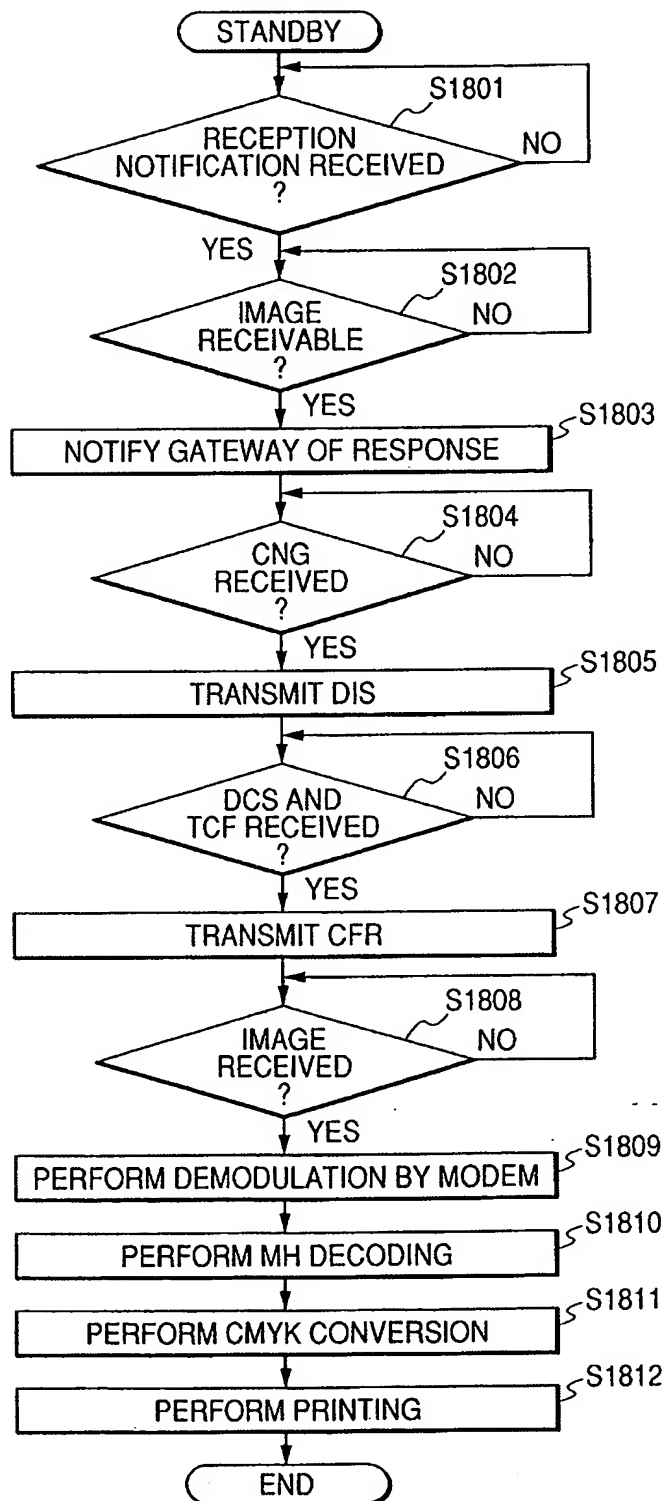 STANDBY
S1801
RECEPTION
NOTIFICATION RECEIVED
?
NO
YES
S1802
IMAGE
RECEIVABLE
?
NO
YES
S1803
NOTIFY GATEWAY OF RESPONSE
S1804
CNG
RECEIVED
?
NO
YES
S1805
TRANSMIT DIS
S1806
DCS AND
TCF RECEIVED
?
NO
YES
S1807
TRANSMIT CFR
S1808
IMAGE
RECEIVED
?
NO
YES
S1809
PERFORM DEMODULATION BY MODEM
S1810
PERFORM MH DECODING
S1811
PERFORM CMYK CONVERSION
S1812
PERFORM PRINTING
END